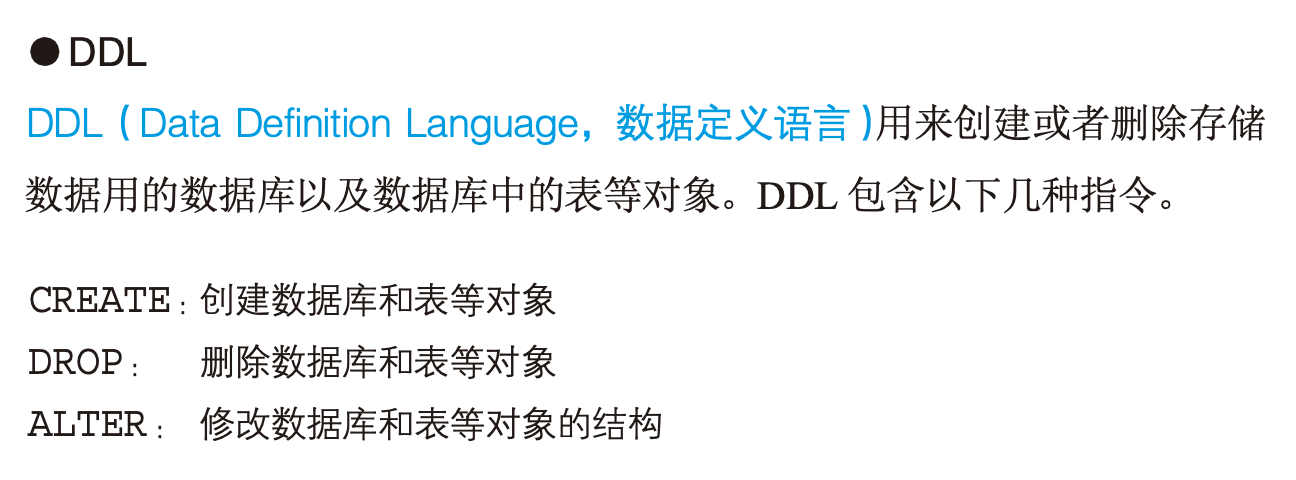 ● DDL
DDL（Data Definition Language，数据定义语言）用来创建或者删除存储
数据用的数据库以及数据库中的表等对象。DDL 包含以下几种指令。
CREATE：创建数据库和表等对象
DROP：　删除数据库和表等对象
ALTER：　修改数据库和表等对象的结构